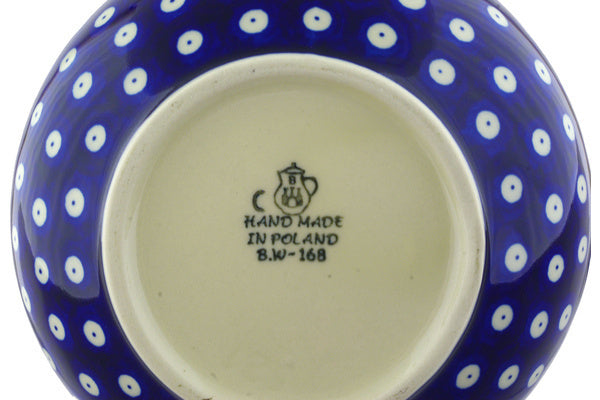 B
C
HAND MADE
IN POLAND
B.W-168